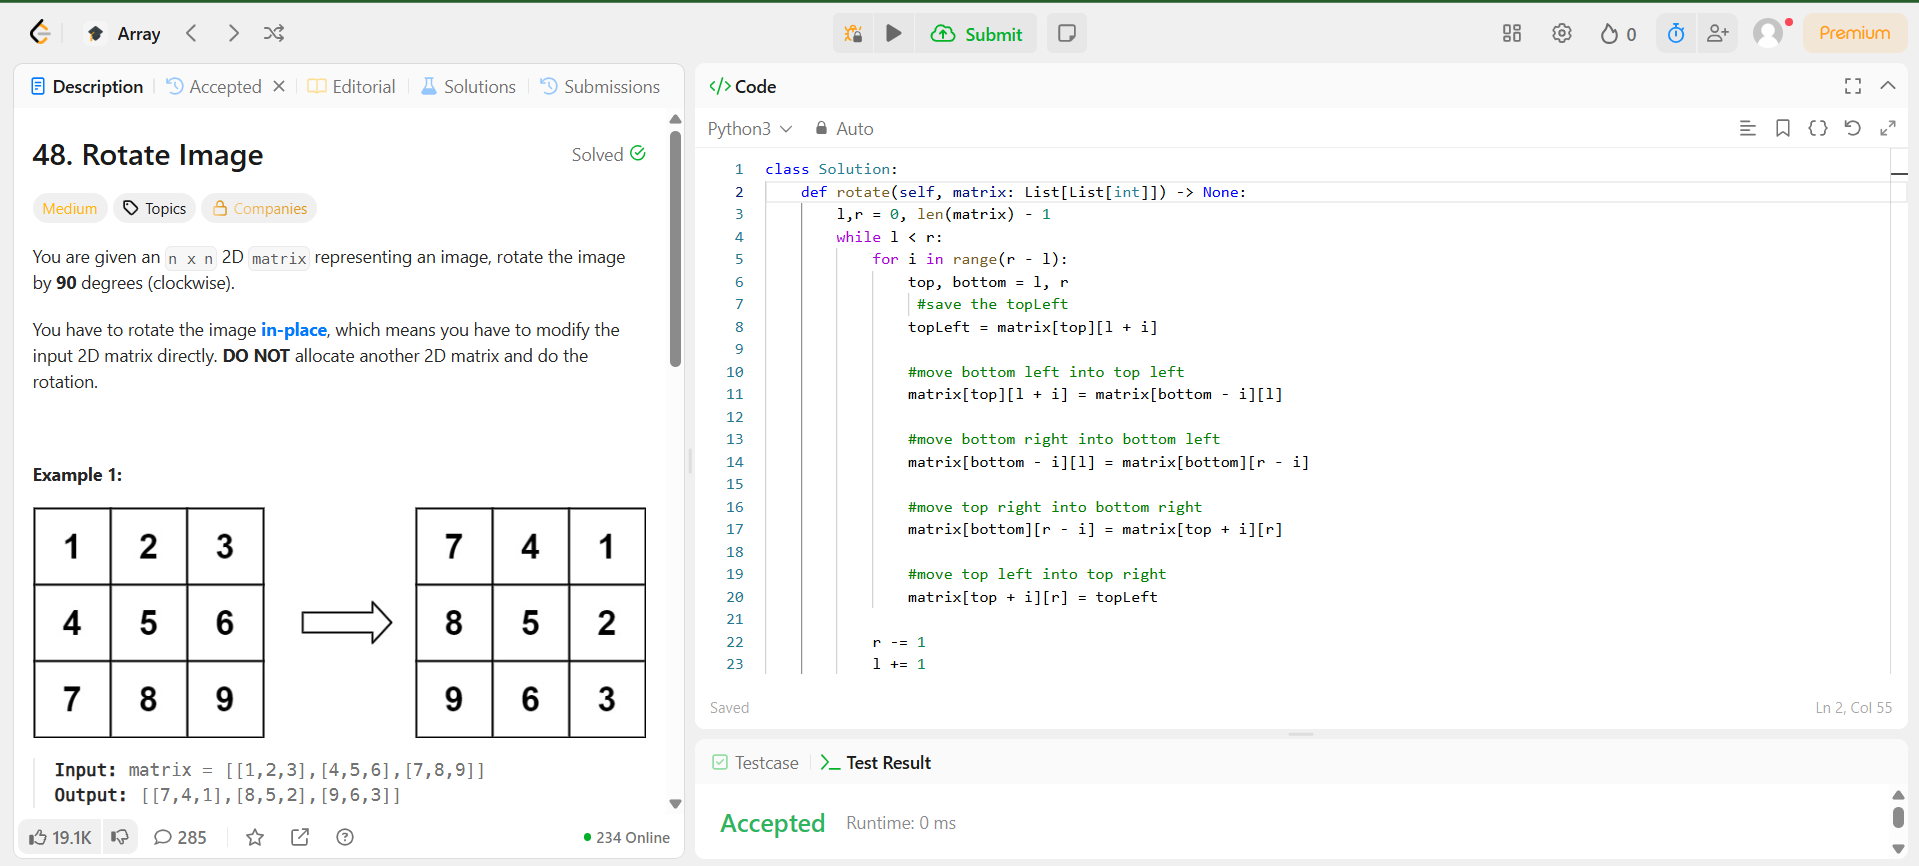 Array
Submit
0
Premium
Description
Accepted
Editorial
Solutions
Submissions
48. Rotate Image
Solved
Medium
Topics
Companies
You are given an n x n 2D matrix representing an image, rotate the image
by 90 degrees (clockwise).
You have to rotate the image in-place, which means you have to modify the
input 2D matrix directly. DO NOT allocate another 2D matrix and do the
rotation.
Example 1:
1 2 3 7 4 1
4 5 6 8 5 2
7 8 9 9 6 3
Input: matrix = [[1,2,3],[4,5,6],[7,8,9]]
Output: [[7,4,1],[8,5,2],[9,6,3]]
19.1K
285
234 Online
</> Code
Python3
Auto
1 class Solution:
2     def rotate(self, matrix: List[List[int]]) -> None:
3         l,r = 0, len(matrix) - 1
4         while l < r:
5             for i in range(r - l):
6                 top, bottom = l, r
7                  #save the topLeft
8                 topLeft = matrix[top][l + i]
9
10                 #move bottom left into top left
11                 matrix[top][l + i] = matrix[bottom - i][l]
12
13                 #move bottom right into bottom left
14                 matrix[bottom - i][l] = matrix[bottom][r - i]
15
16                 #move top right into bottom right
17                 matrix[bottom][r - i] = matrix[top + i][r]
18
19                 #move top left into top right
20                 matrix[top + i][r] = topLeft
21
22             r -= 1
23             l += 1
Saved
Ln 2, Col 55
Testcase
Test Result
Accepted
Runtime: 0 ms